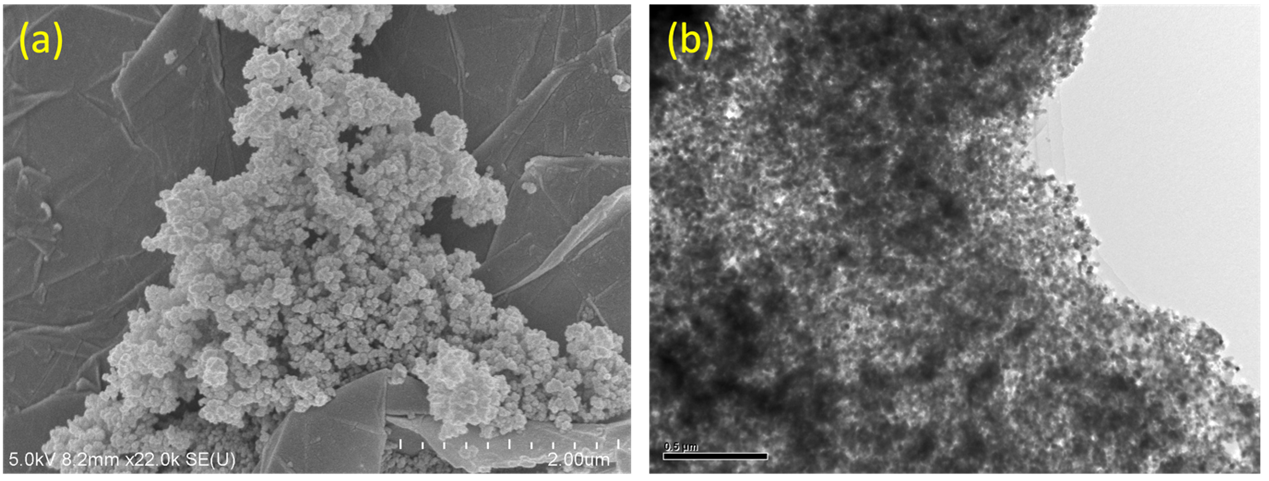 (a)
(b)
5.0kV 8.2mm x22.0k SE(U)
2.00um
0.5 µm